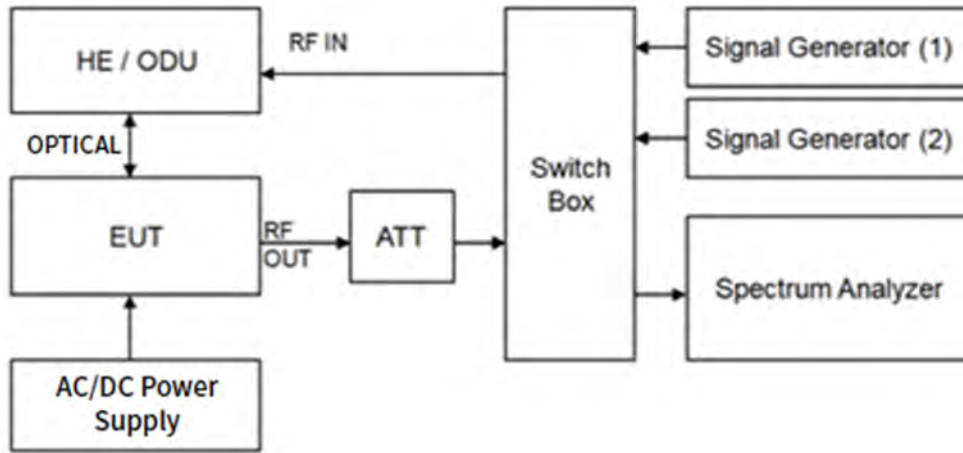 HE / ODU
RF IN
Signal Generator (1)
Signal Generator (2)
OPTICAL
Switch
Box
EUT
RF
OUT
ATT
Spectrum Analyzer
AC/DC Power
Supply